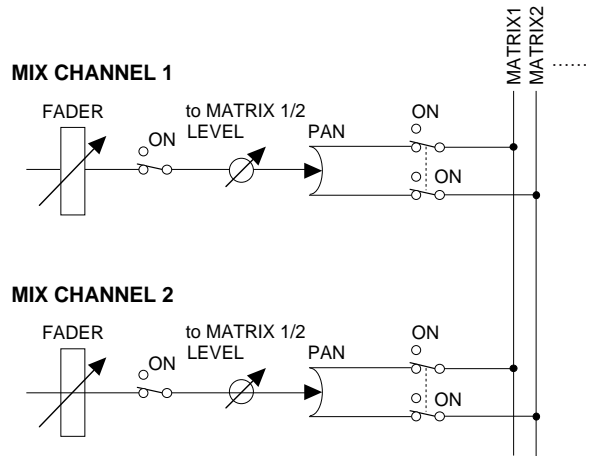 MATRIX1
MATRIX2
......
MIX CHANNEL 1
FADER
ON
to MATRIX 1/2
LEVEL
PAN
ON
ON
MIX CHANNEL 2
FADER
ON
to MATRIX 1/2
LEVEL
PAN
ON
ON